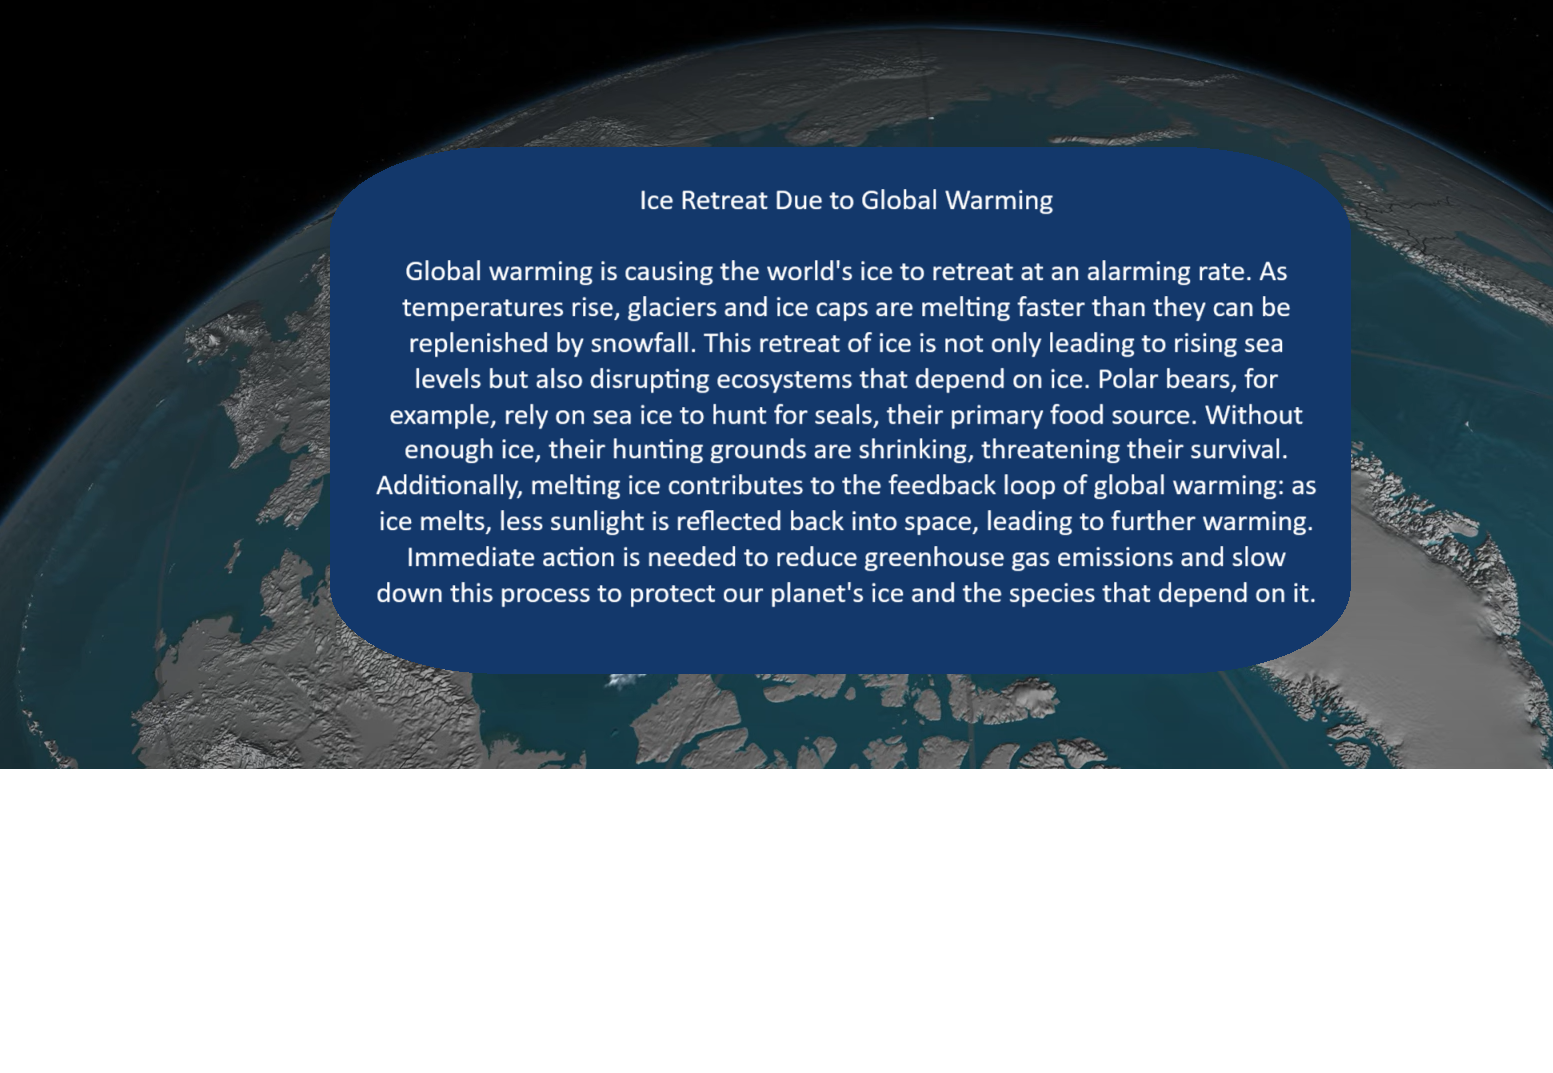 Ice Retreat Due to Global Warming
Global warming is causing the world's ice to retreat at an alarming rate. As
temperatures rise, glaciers and ice caps are melting faster than they can be
replenished by snowfall. This retreat of ice is not only leading to rising sea
levels but also disrupting ecosystems that depend on ice. Polar bears, for
example, rely on sea ice to hunt for seals, their primary food source. Without
enough ice, their hunting grounds are shrinking, threatening their survival.
Additionally, melting ice contributes to the feedback loop of global warming: as
ice melts, less sunlight is reflected back into space, leading to further warming.
Immediate action is needed to reduce greenhouse gas emissions and slow
down this process to protect our planet's ice and the species that depend on it.